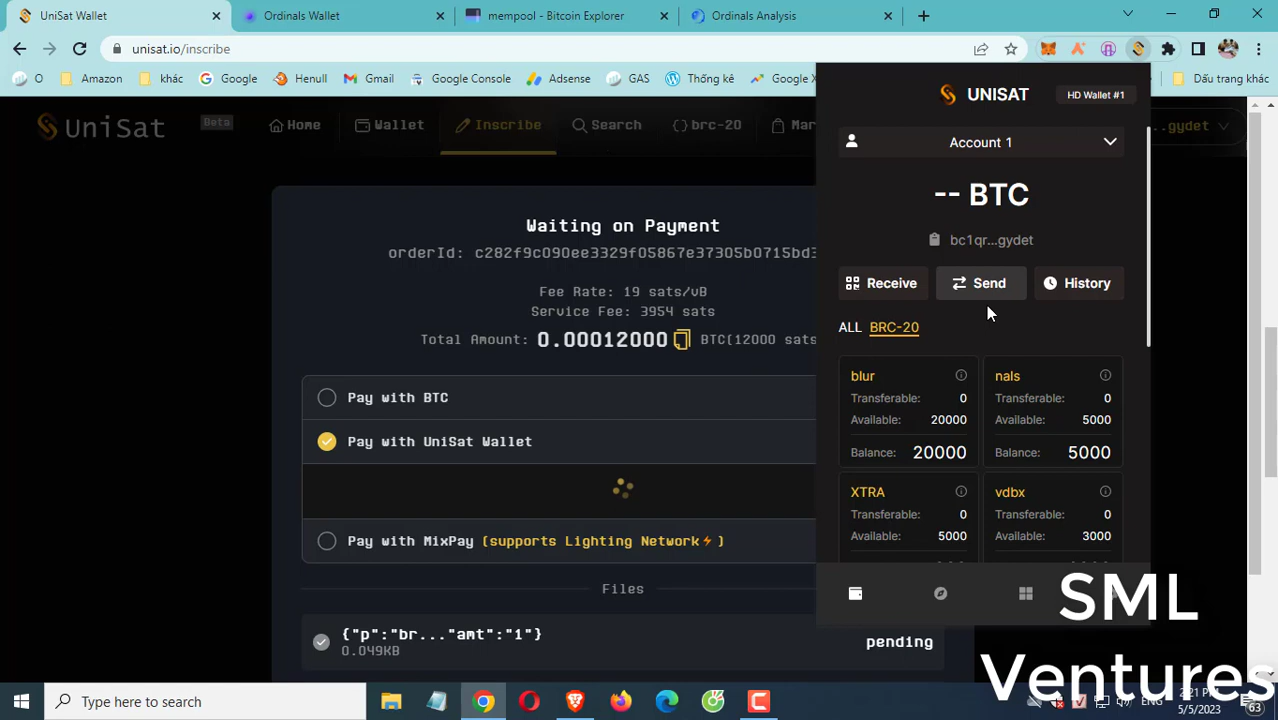 UniSat Wallet
Ordinals Wallet
mempool - Bitcoin Explorer
Ordinals Analysis
unisat.io/inscribe
O
Amazon
khác
Google
Henull
Gmail
Google Console
Adsense
GAS
Thống kê
Google
Dấu trang khác
UniSat
Beta
Home
Wallet
Inscribe
Search
brc-20
..gydet
Waiting on Payment
Fee Rate: 19 sats/vB
Service Fee: 3954 sats
Total Amount: 0.00012000 BTC(12000 sats
Pay with BTC
Pay with UniSat Wallet
Pay with MixPay (supports Lighting Network⚡)
Files
{"p":"br..."amt":"1"}
0.049KB
pending
UNISAT
HD Wallet #1
Account 1
-- BTC
bc1qr...gydet
Receive
Send
History
ALL BRC-20
blur
Transferable: 0
Available: 20000
Balance: 20000
nals
Transferable: 0
Available: 5000
Balance: 5000
XTRA
Transferable: 0
Available: 5000
vdbx
Transferable: 0
Available: 3000
SML
Ventures
Type here to search
ENG
5/5/2023
63